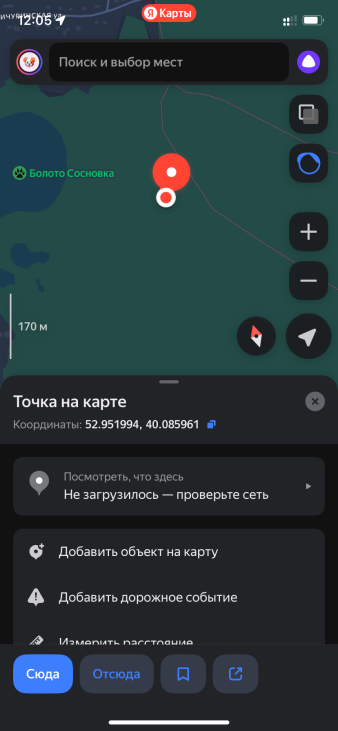 12:05
Я Карты
Поиск и выбор мест
Болото Сосновка
170 м
Точка на карте
Координаты: 52.951994, 40.085961
Посмотреть, что здесь
Не загрузилось — проверьте сеть
Добавить объект на карту
Добавить дорожное событие
Измерить расстояние
Сюда
Отсюда